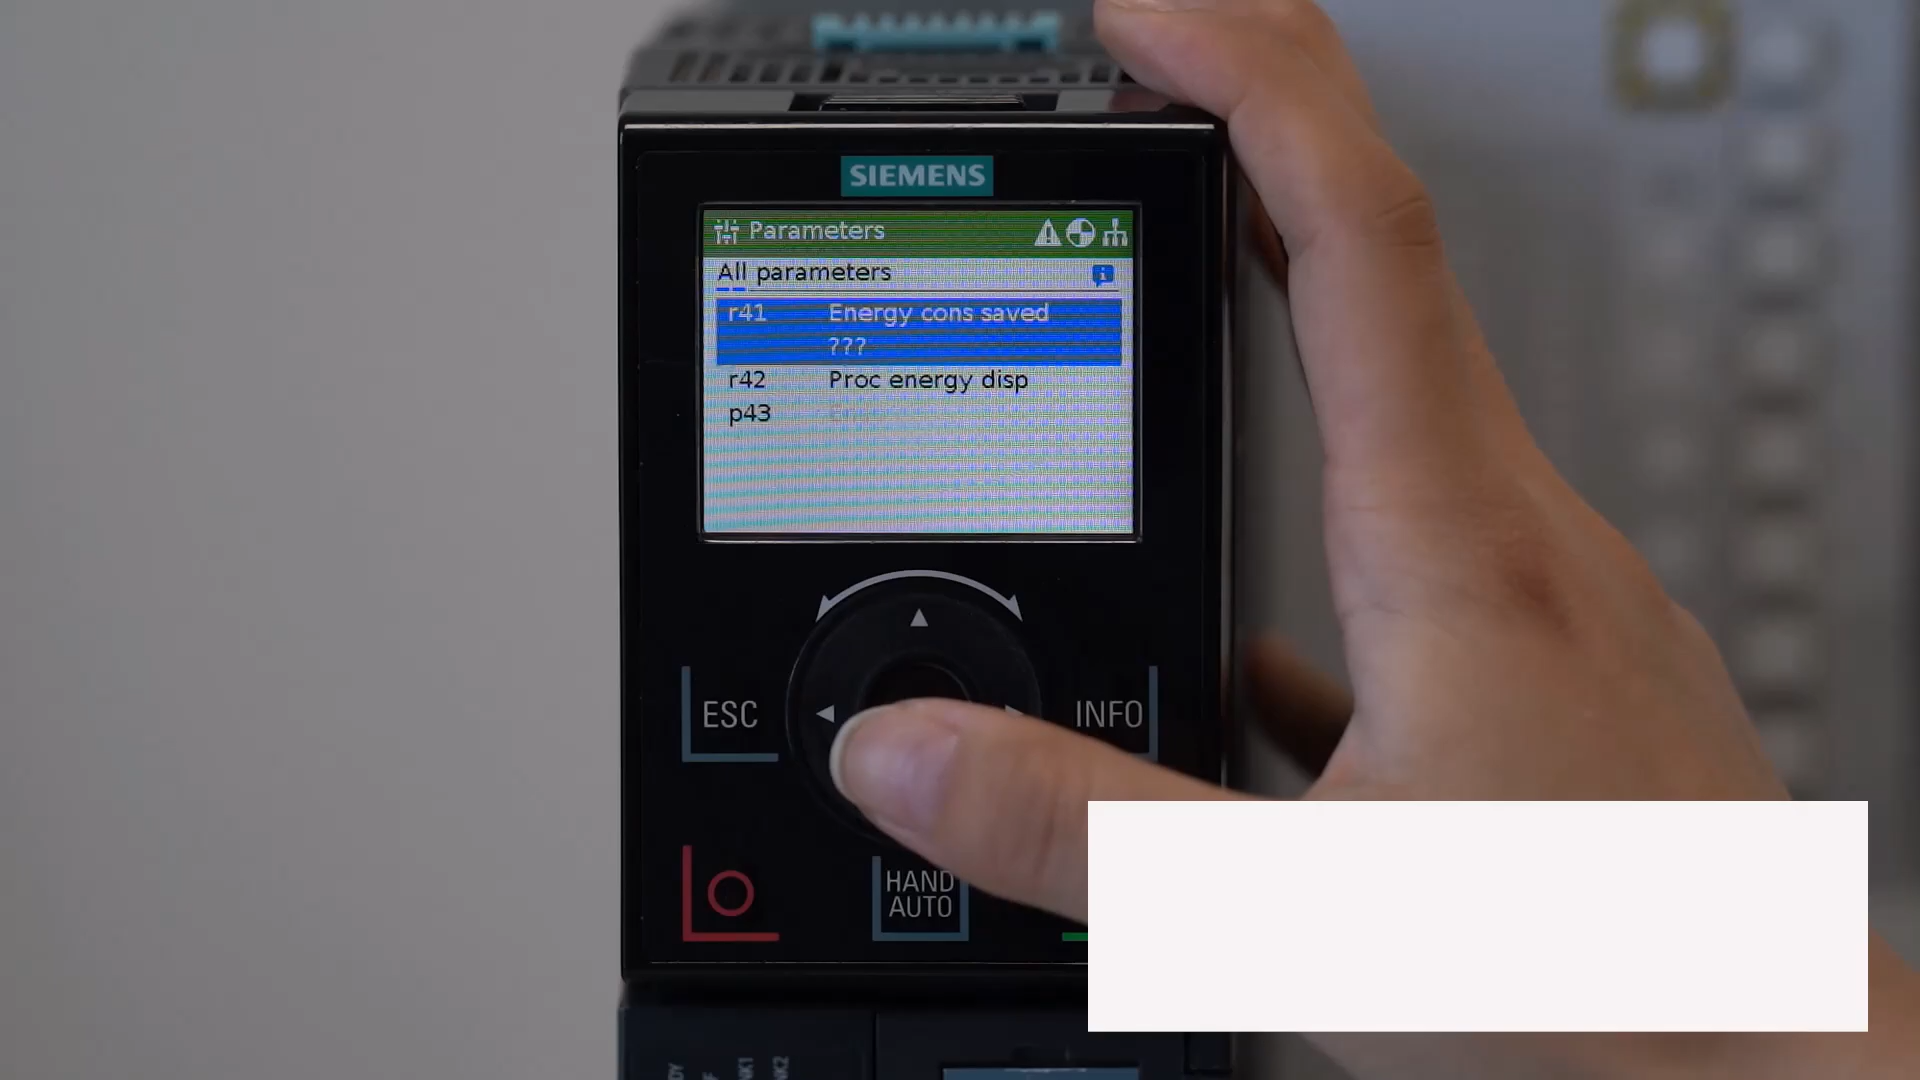 SIEMENS
Parameters
All parameters
r41 Energy cons saved
???
r42 Proc energy disp
p43
ESC
INFO
HAND
AUTO